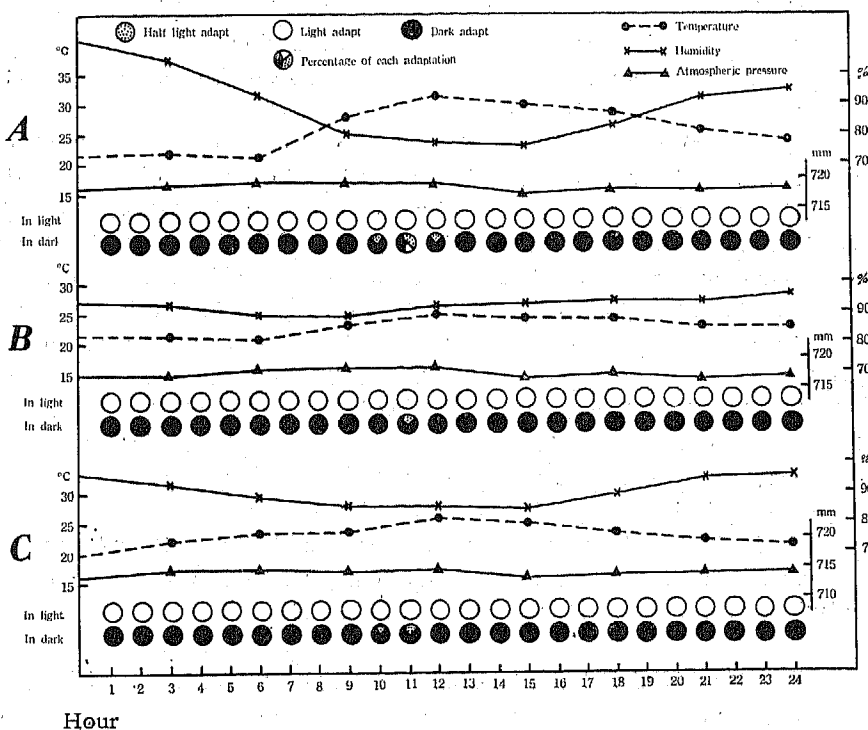 Half light adapt Light adapt Dark adapt Temperature
Percentage of each adaptation Humidity
Atmospheric pressure
°C
35
30
25
20
15
A
%
90
80
70
mm
720
715
In light
In darl
°C
30
25
20
15
B
%
90
80
70
mm
720
715
In light
In dark
°C
30
25
20
15
C
90
80
mm
720
715
710
In light
In dark
1 2 3 4 5 6 7 8 9 10 11 12 13 14 15 16 17 18 19 20 21 22 23 24
Hour